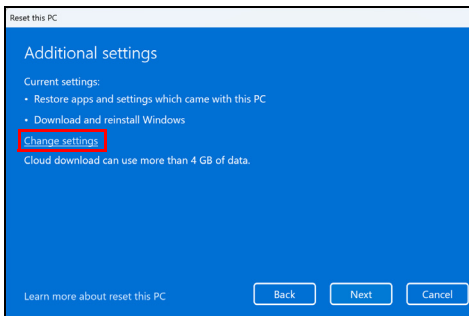 Reset this PC
Additional settings
Current settings:
• Restore apps and settings which came with this PC
• Download and reinstall Windows
Change settings
Cloud download can use more than 4 GB of data.
Learn more about reset this PC
Back
Next
Cancel